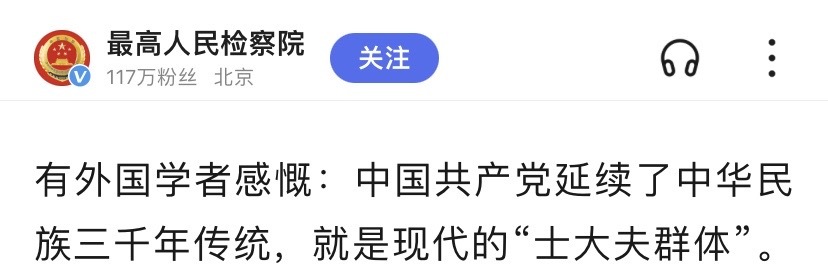 最高人民检察院
117万粉丝 北京
关注
有外国学者感慨：中国共产党延续了中华民
族三千年传统，就是现代的“士大夫群体”。